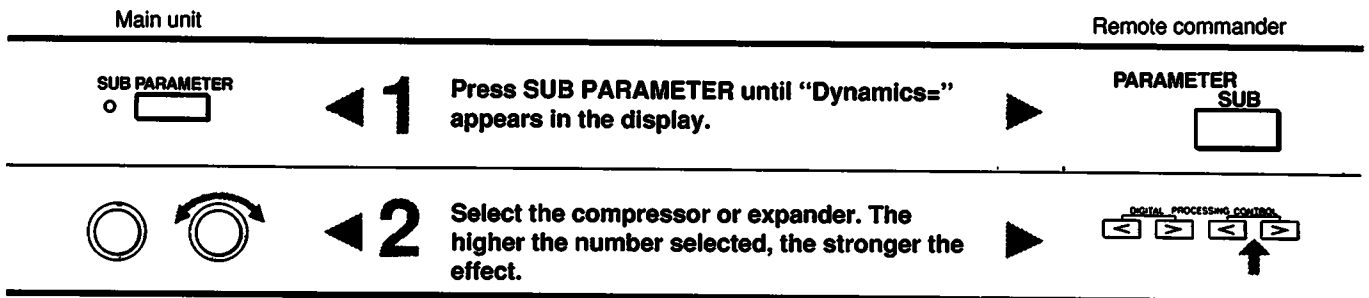 Main unit
Remote commander
SUB PARAMETER
1
Press SUB PARAMETER until “Dynamics=”
appears in the display.
PARAMETER
SUB
2
Select the compressor or expander. The
higher the number selected, the stronger the
effect.
DIGITAL PROCESSING CONTROL
< > < >